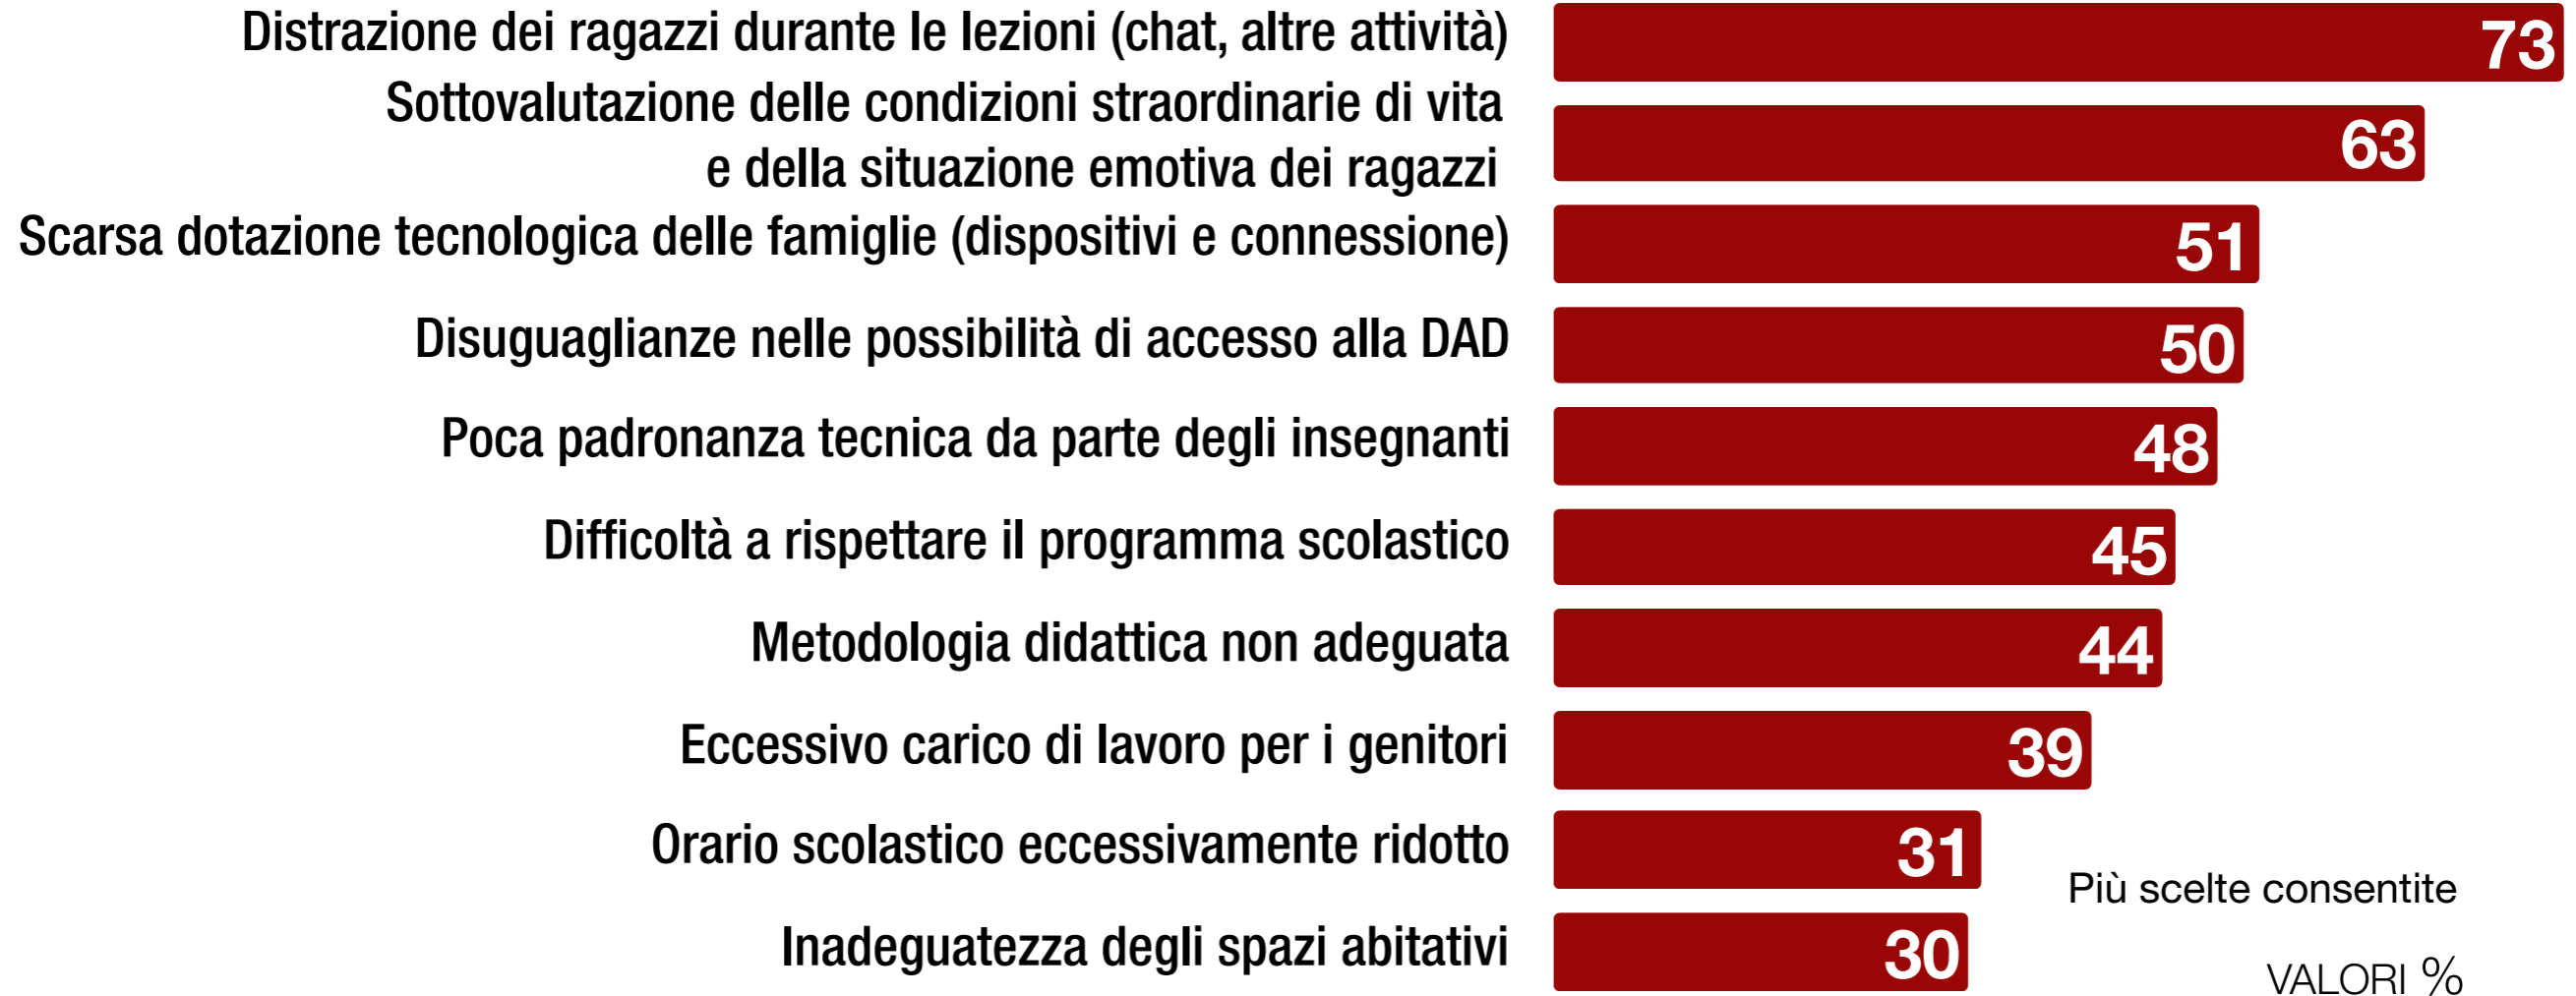 Distrazione dei ragazzi durante le lezioni (chat, altre attività) 73
Sottovalutazione delle condizioni straordinarie di vita
e della situazione emotiva dei ragazzi 63
Scarsa dotazione tecnologica delle famiglie (dispositivi e connessione) 51
Disuguaglianze nelle possibilità di accesso alla DAD 50
Poca padronanza tecnica da parte degli insegnanti 48
Difficoltà a rispettare il programma scolastico 45
Metodologia didattica non adeguata 44
Eccessivo carico di lavoro per i genitori 39
Orario scolastico eccessivamente ridotto 31
Più scelte consentite
Inadeguatezza degli spazi abitativi 30
VALORI %